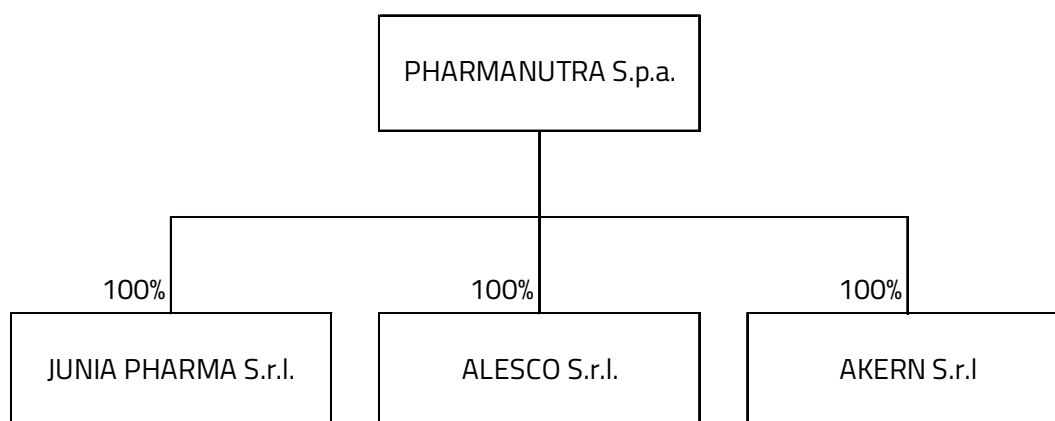 PHARMANUTRA S.p.a.
100% 100% 100%
JUNIA PHARMA S.r.l. ALESCO S.r.l. AKERN S.r.l